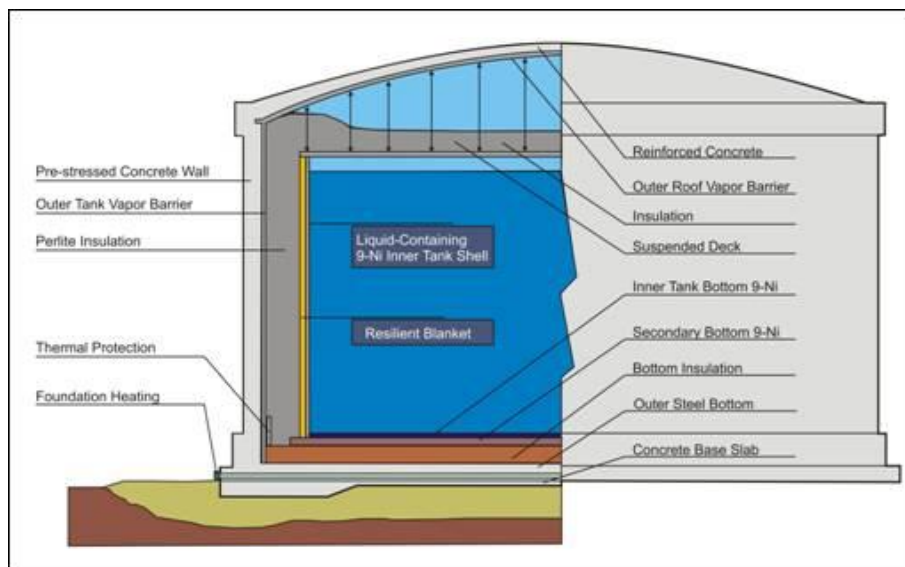 Pre-stressed Concrete Wall
Outer Tank Vapor Barrier
Perlite Insulation
Thermal Protection
Foundation Heating
Liquid-Containing
9-Ni Inner Tank Shell
Resilient Blanket
Reinforced Concrete
Outer Roof Vapor Barrier
Insulation
Suspended Deck
Inner Tank Bottom 9-Ni
Secondary Bottom 9-Ni
Bottom Insulation
Outer Steel Bottom
Concrete Base Slab